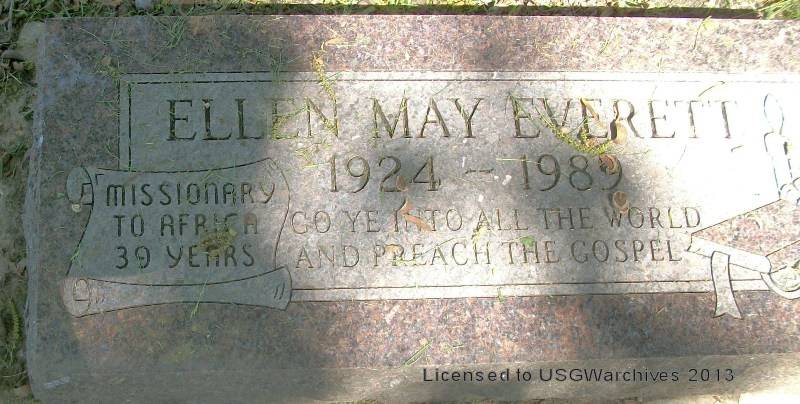 ELLEN MAY EVERETT
1924 - 1989
MISSIONARY
TO AFRICA
39 YEARS
GO YE INTO ALL THE WORLD
AND PREACH THE GOSPEL
Licensed to USGWarchives 2013